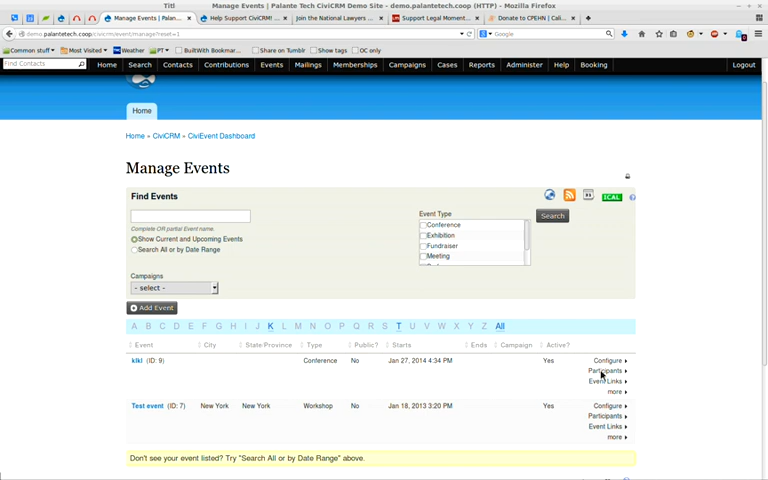 Titl Manage Events | Palante Tech CiviCRM Demo Site - demo.palantetech.coop (HTTP) - Mozilla Firefox
Manage Events | Palan... Help Support CiviCRM! ... Join the National Lawyers ... Support Legal Moment... Donate to CPEHN | Cali...
demo.palantetech.coop/civicrm/event/manage?reset=1 Google
Common stuff Most Visited Weather PT BuiltWith Bookmar... Share on Tumblr Show tags OC only
Find Contacts Home Search Contacts Contributions Events Mailings Memberships Campaigns Cases Reports Administer Help Booking Logout
Home
Home » CiviCRM » CiviEvent Dashboard
Manage Events
Find Events
ICAL
Event Type
Search
Complete OR partial Event name.
Show Current and Upcoming Events
Search All or by Date Range
Conference
Exhibition
Fundraiser
Meeting
Campaigns
- select -
Add Event
A B C D E F G H I J K L M N O P Q R S T U V W X Y Z All
Event City State/Province Type Public? Starts Ends Campaign Active?
klkl (ID: 9) Conference No Jan 27, 2014 4:34 PM Yes Configure
Participants
Event Links
more
Test event (ID: 7) New York New York Workshop No Jan 18, 2013 3:20 PM Yes Configure
Participants
Event Links
more
Don't see your event listed? Try "Search All or by Date Range" above.